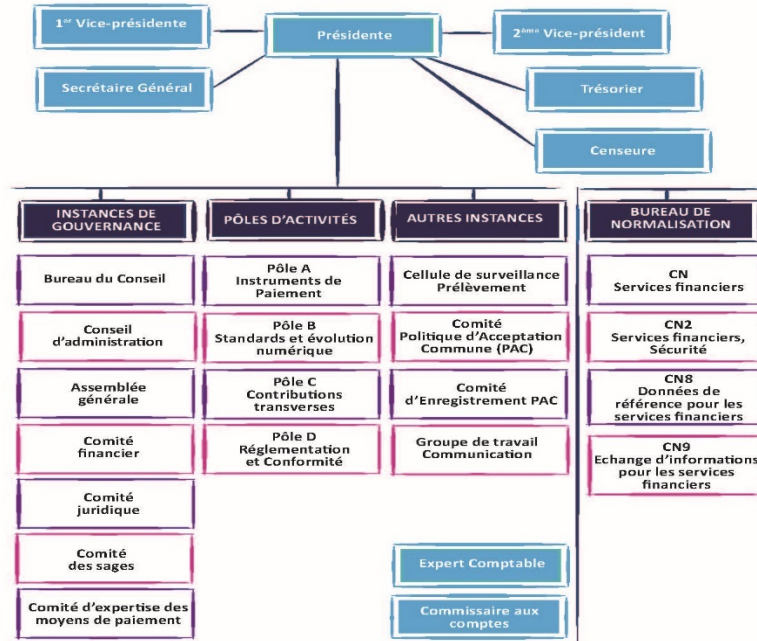 1er Vice-présidente
Présidente
2ème Vice-président
Secrétaire Général
Trésorier
Censeure
INSTANCES DE
GOUVERNANCE
Bureau du Conseil
Conseil
d'administration
Assemblée
générale
Comité
financier
Comité
juridique
Comité
des sages
Comité d'expertise des
moyens de paiement
PÔLES D'ACTIVITÉS
Pôle A
Instruments de
Paiement
Pôle B
Standards et évolution
numérique
Pôle C
Contributions
transverses
Pôle D
Réglementation
et Conformité
AUTRES INSTANCES
Cellule de surveillance
Prélèvement
Comité
Politique d'Acceptation
Commune (PAC)
Comité
d'Enregistrement PAC
Groupe de travail
Communication
Expert Comptable
Commissaire aux
comptes
BUREAU DE
NORMALISATION
CN
Services financiers
CN2
Services financiers,
Sécurité
CN8
Données de
référence pour les
services financiers
CN9
Echange d'informations
pour les services
financiers